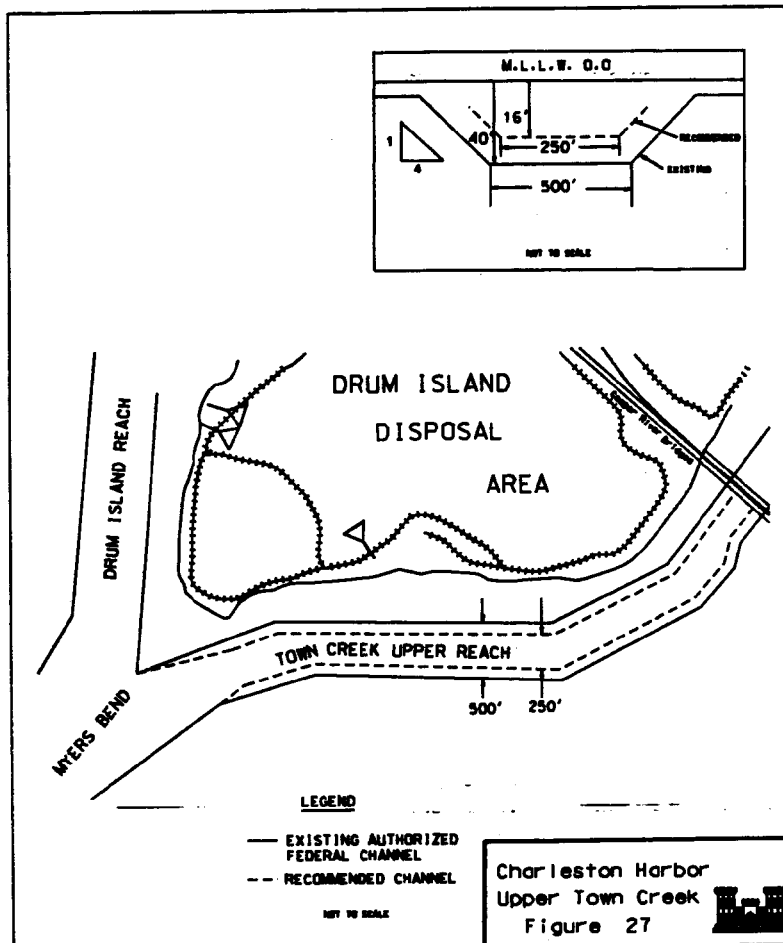 M.L.L.W. 0.0
16'
40'
250'
RECOMMENDED
1
4
EXISTING
500'
NOT TO SCALE
DRUM ISLAND
DISPOSAL
AREA
Cooper River Bridges
DRUM ISLAND REACH
TOWN CREEK UPPER REACH
MYERS BEND
500'
250'
LEGEND
EXISTING AUTHORIZED
FEDERAL CHANNEL
RECOMMENDED CHANNEL
NOT TO SCALE
Charleston Harbor
Upper Town Creek
Figure 27